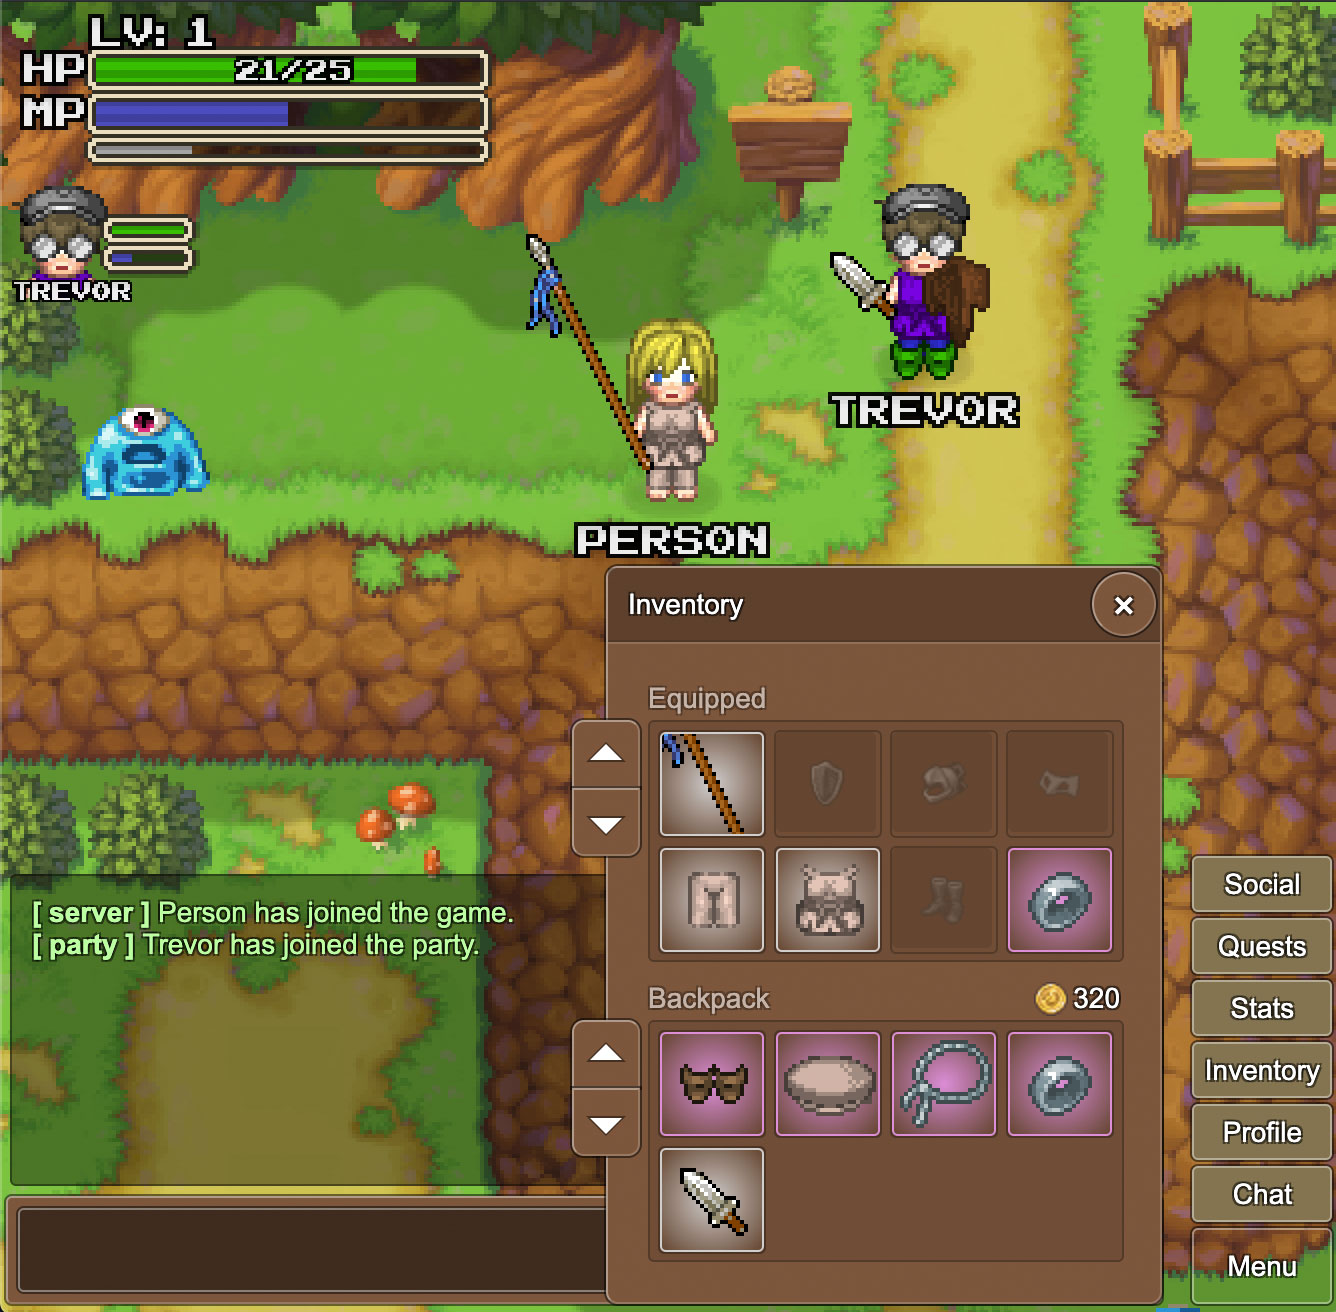 LV: 1
HP 21/25
MP
TREVOR
TREVOR
PERSON
Inventory
Equipped
Backpack 320
[ server ] Person has joined the game.
[ party ] Trevor has joined the party.
Social
Quests
Stats
Inventory
Profile
Chat
Menu